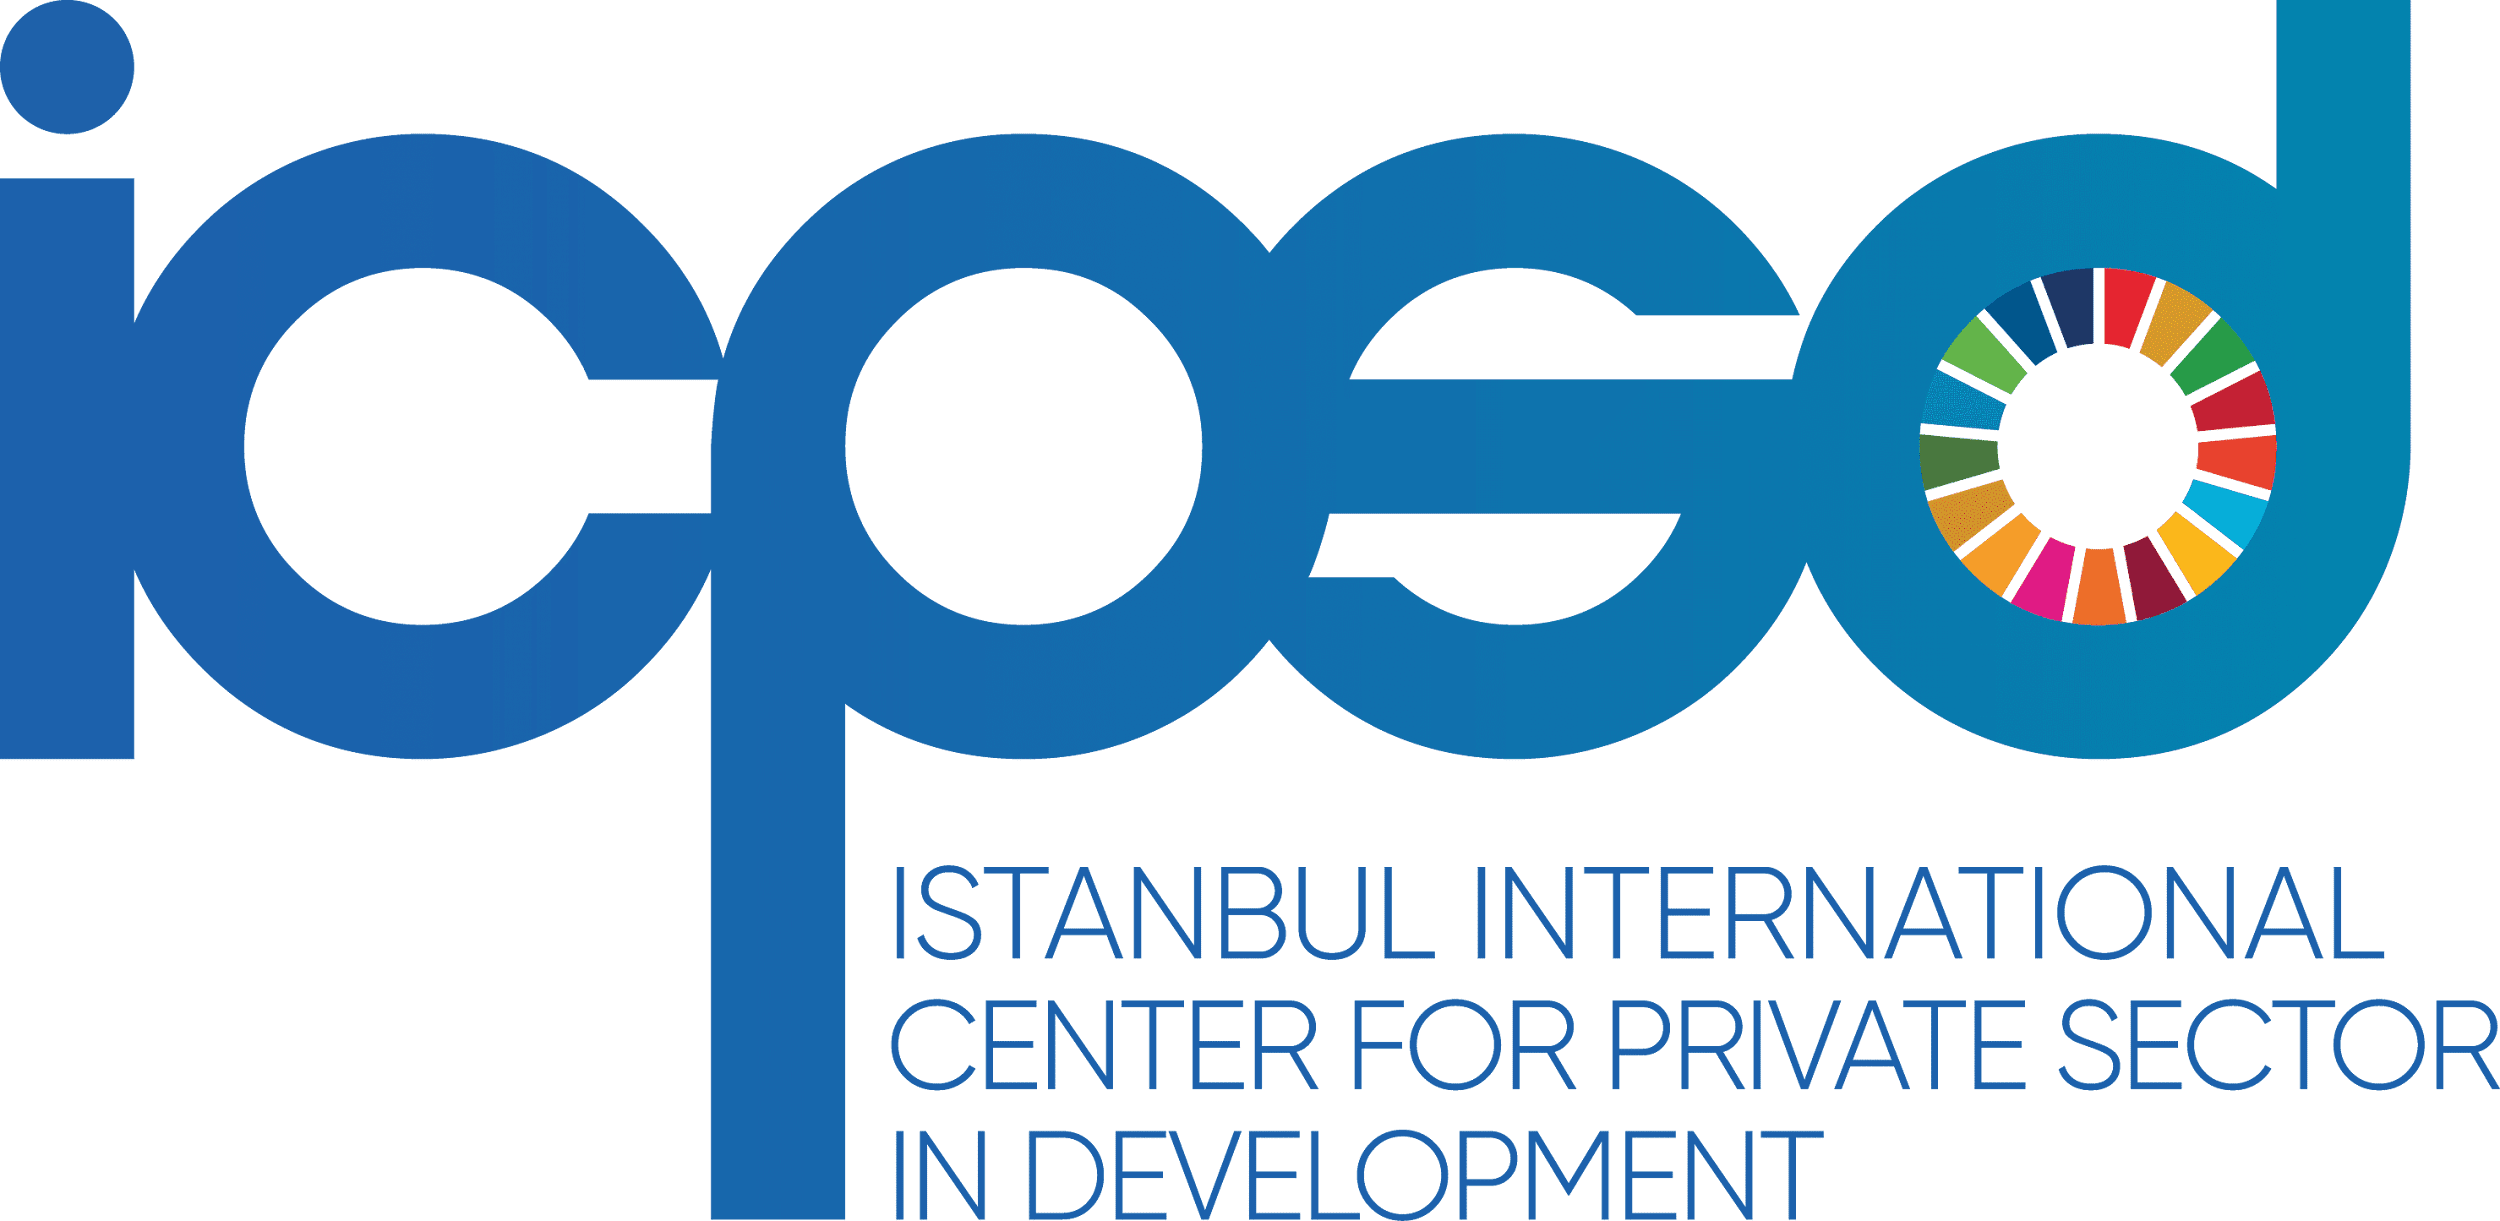 icpsd
ISTANBUL INTERNATIONAL
CENTER FOR PRIVATE SECTOR
IN DEVELOPMENT